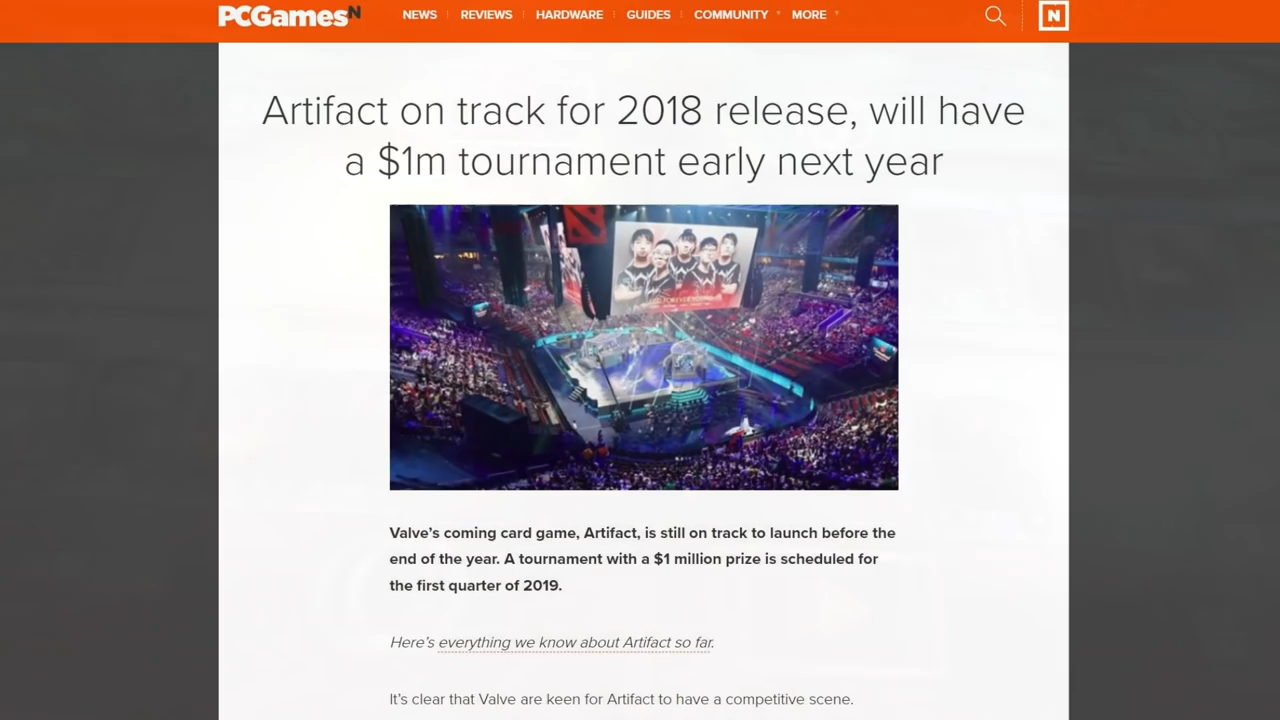 PCGamesN
NEWS
REVIEWS
HARDWARE
GUIDES
COMMUNITY
MORE
N
Artifact on track for 2018 release, will have
a $1m tournament early next year
Valve’s coming card game, Artifact, is still on track to launch before the
end of the year. A tournament with a $1 million prize is scheduled for
the first quarter of 2019.
Here’s everything we know about Artifact so far.
It’s clear that Valve are keen for Artifact to have a competitive scene.